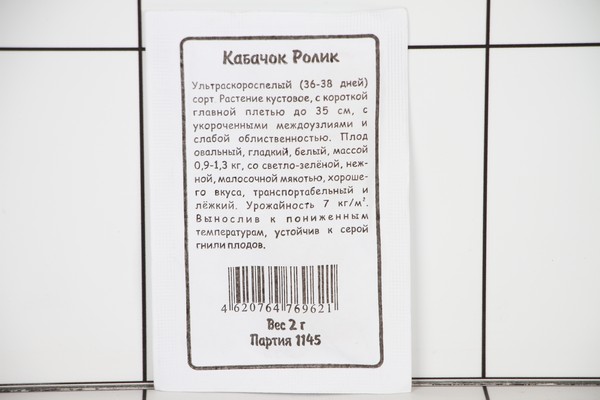 Кабачок Ролик
Ультраскороспелый (36-38 дней)
сорт. Растение кустовое, с короткой
главной плетью до 35 см, с
укороченными междоузлиями и
слабой облиственностью. Плод
овальный, гладкий, белый, массой
0,9-1,3 кг, со светло-зелёной, неж-
ной, малосочной мякотью, хороше-
го вкуса, транспортабельный и
лёжкий. Урожайность 7 кг/м².
Вынослив к пониженным
температурам, устойчив к серой
гнили плодов.
4 620764 769621
Вес 2 г
Партия 1145